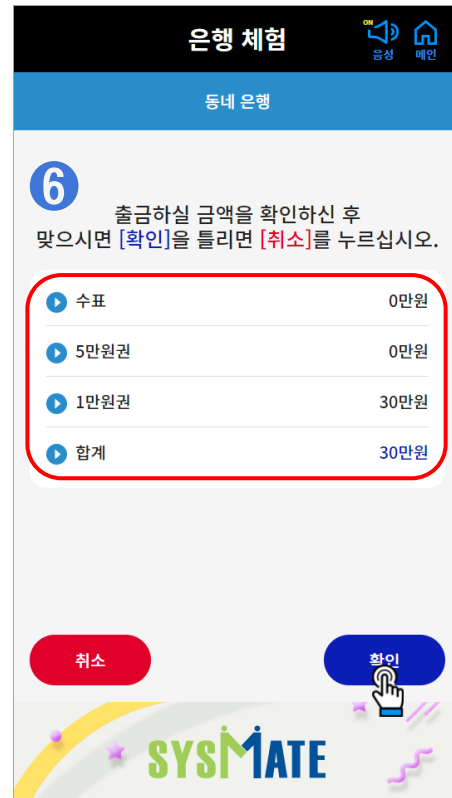 은행 체험
ON
음성
메인
동네 은행
6
출금하실 금액을 확인하신 후
맞으시면 [확인]을 틀리면 [취소]를 누르십시오.
수표 0만원
5만원권 0만원
1만원권 30만원
합계 30만원
취소
확인
SYSMATE